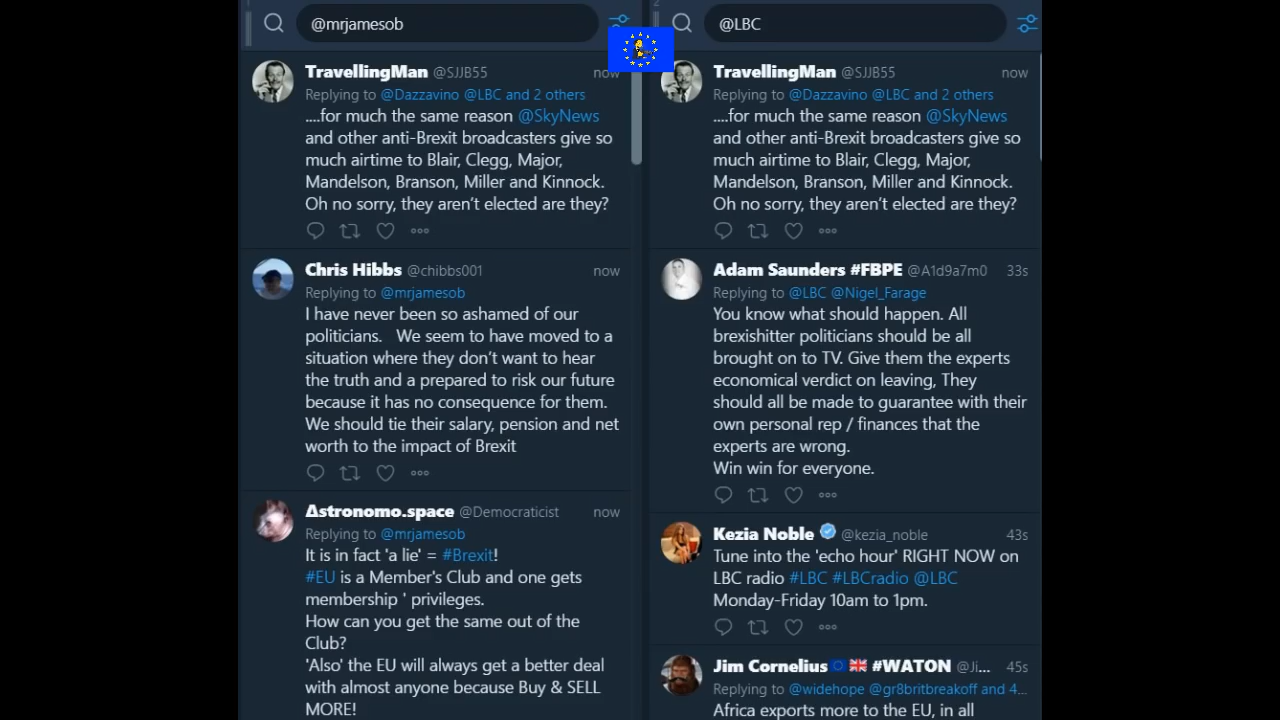 1
@mrjamesob
TravellingMan @SJJB55 now
Replying to @Dazzavino @LBC and 2 others
....for much the same reason @SkyNews
and other anti-Brexit broadcasters give so
much airtime to Blair, Clegg, Major,
Mandelson, Branson, Miller and Kinnock.
Oh no sorry, they aren't elected are they?
Chris Hibbs @chibbs001 now
Replying to @mrjamesob
I have never been so ashamed of our
politicians. We seem to have moved to a
situation where they don't want to hear
the truth and a prepared to risk our future
because it has no consequence for them.
We should tie their salary, pension and net
worth to the impact of Brexit
Δstronomo.space @Democraticist now
Replying to @mrjamesob
It is in fact 'a lie' = #Brexit!
#EU is a Member's Club and one gets
membership ' privileges.
How can you get the same out of the
Club?
'Also' the EU will always get a better deal
with almost anyone because Buy & SELL
MORE!
2
@LBC
TravellingMan @SJJB55 now
Replying to @Dazzavino @LBC and 2 others
....for much the same reason @SkyNews
and other anti-Brexit broadcasters give so
much airtime to Blair, Clegg, Major,
Mandelson, Branson, Miller and Kinnock.
Oh no sorry, they aren't elected are they?
Adam Saunders #FBPE @A1d9a7m0 33s
Replying to @LBC @Nigel_Farage
You know what should happen. All
brexishitter politicians should be all
brought on to TV. Give them the experts
economical verdict on leaving, They
should all be made to guarantee with their
own personal rep / finances that the
experts are wrong.
Win win for everyone.
Kezia Noble @kezia_noble 43s
Tune into the 'echo hour' RIGHT NOW on
LBC radio #LBC #LBCradio @LBC
Monday-Friday 10am to 1pm.
Jim Cornelius #WATON @Ji... 45s
Replying to @widehope @gr8britbreakoff and 4...
Africa exports more to the EU, in all